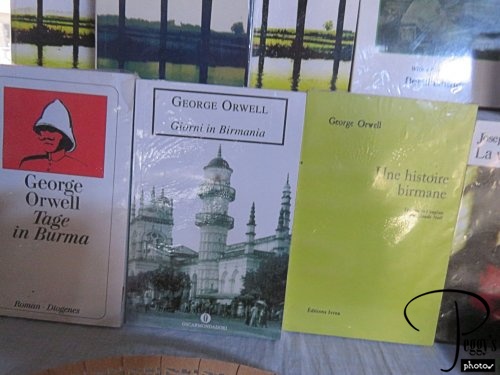 George
Orwell
Tage
in Burma
Roman · Diogenes
GEORGE ORWELL
Giorni in Birmania
OSCAR MONDADORI
George Orwell
Une histoire
birmane
Editions Ivrea
La
Peggy's
photos